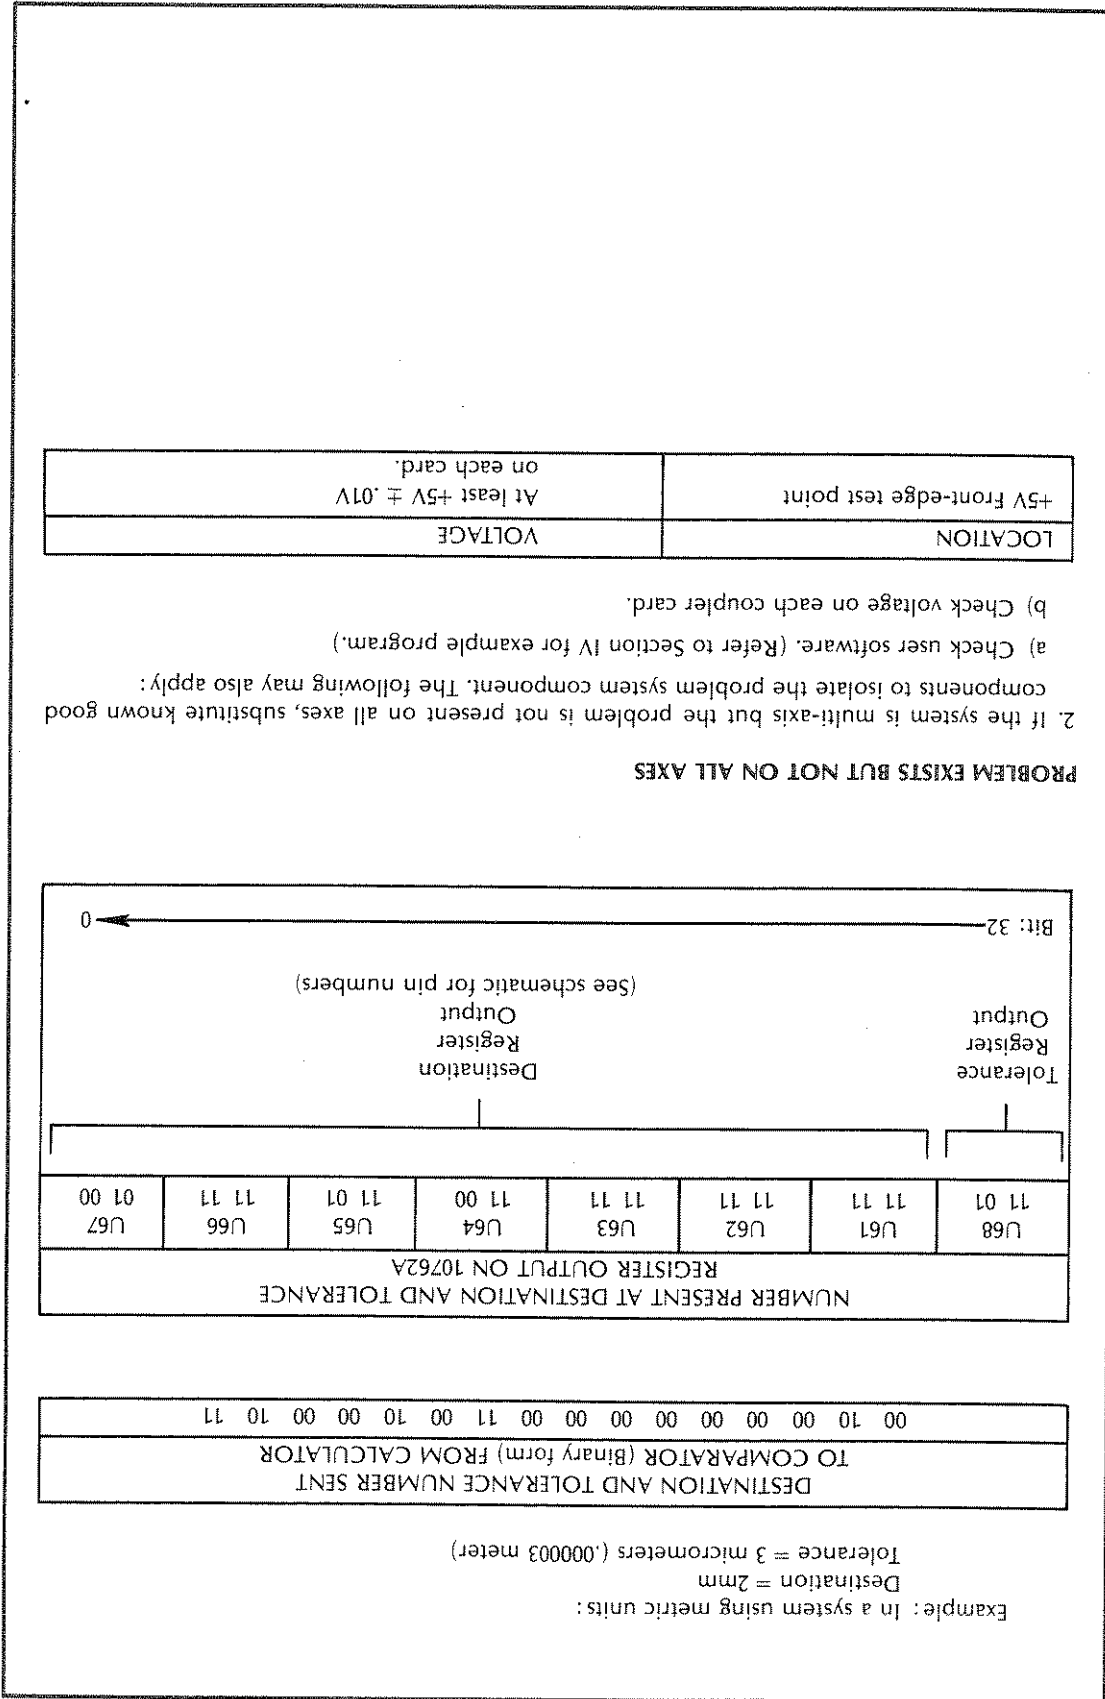 Example: In a system using metric units:
Destination = 2mm
Tolerance = 3 micrometers (.000003 meter)
DESTINATION AND TOLERANCE NUMBER SENT
TO COMPARATOR (Binary form) FROM CALCULATOR
00 10 00 00 00 00 00 00 00 11 00 10 00 00 10 11
NUMBER PRESENT AT DESTINATION AND TOLERANCE
REGISTER OUTPUT ON 10762A
U68 U61 U62 U63 U64 U65 U66 U67
11 01 11 11 11 11 11 11 11 00 11 01 11 11 01 00
Tolerance
Register
Output
Destination
Register
Output
(See schematic for pin numbers)
Bit: 32 0
PROBLEM EXISTS BUT NOT ON ALL AXES
2. If the system is multi-axis but the problem is not present on all axes, substitute known good
components to isolate the problem system component. The following may also apply:
a) Check user software. (Refer to Section IV for example program.)
b) Check voltage on each coupler card.
LOCATION VOLTAGE
+5V Front-edge test point At least +5V ± .01V
on each card.